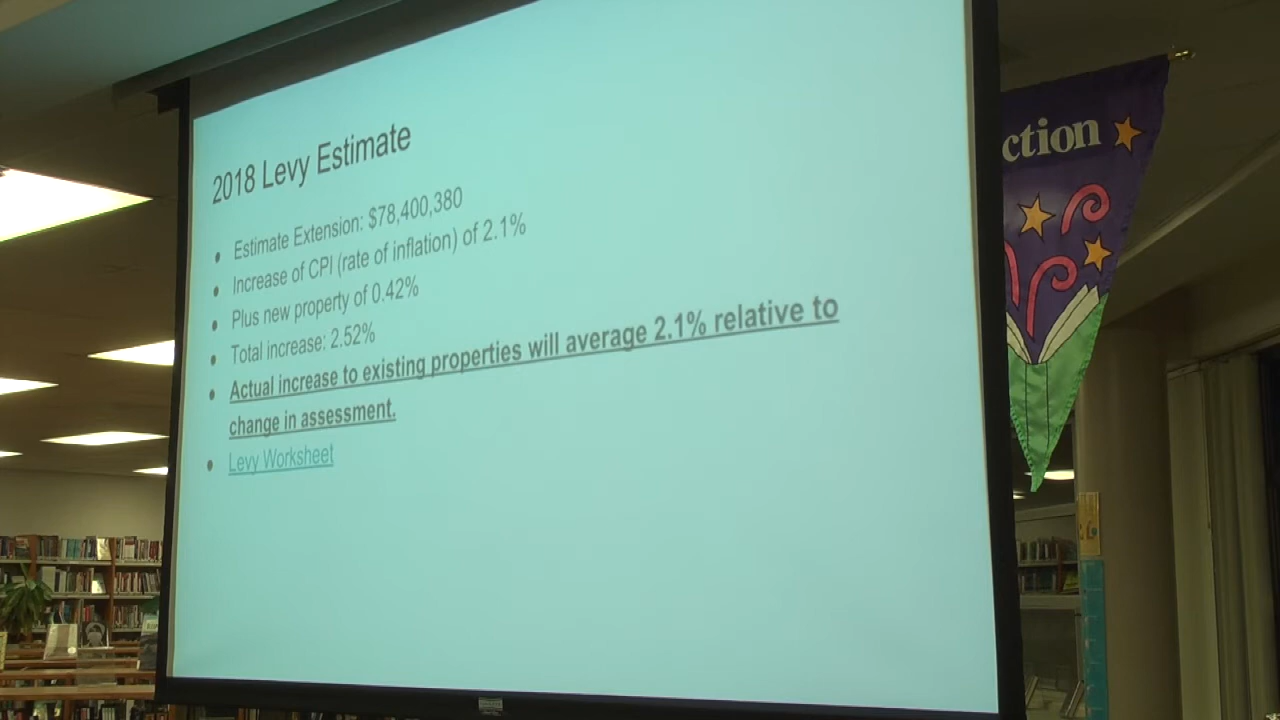 2018 Levy Estimate
Estimate Extension: $78,400,380
Increase of CPI (rate of inflation) of 2.1%
Plus new property of 0.42%
Total increase: 2.52%
Actual increase to existing properties will average 2.1% relative to
change in assessment.
Levy Worksheet
ction